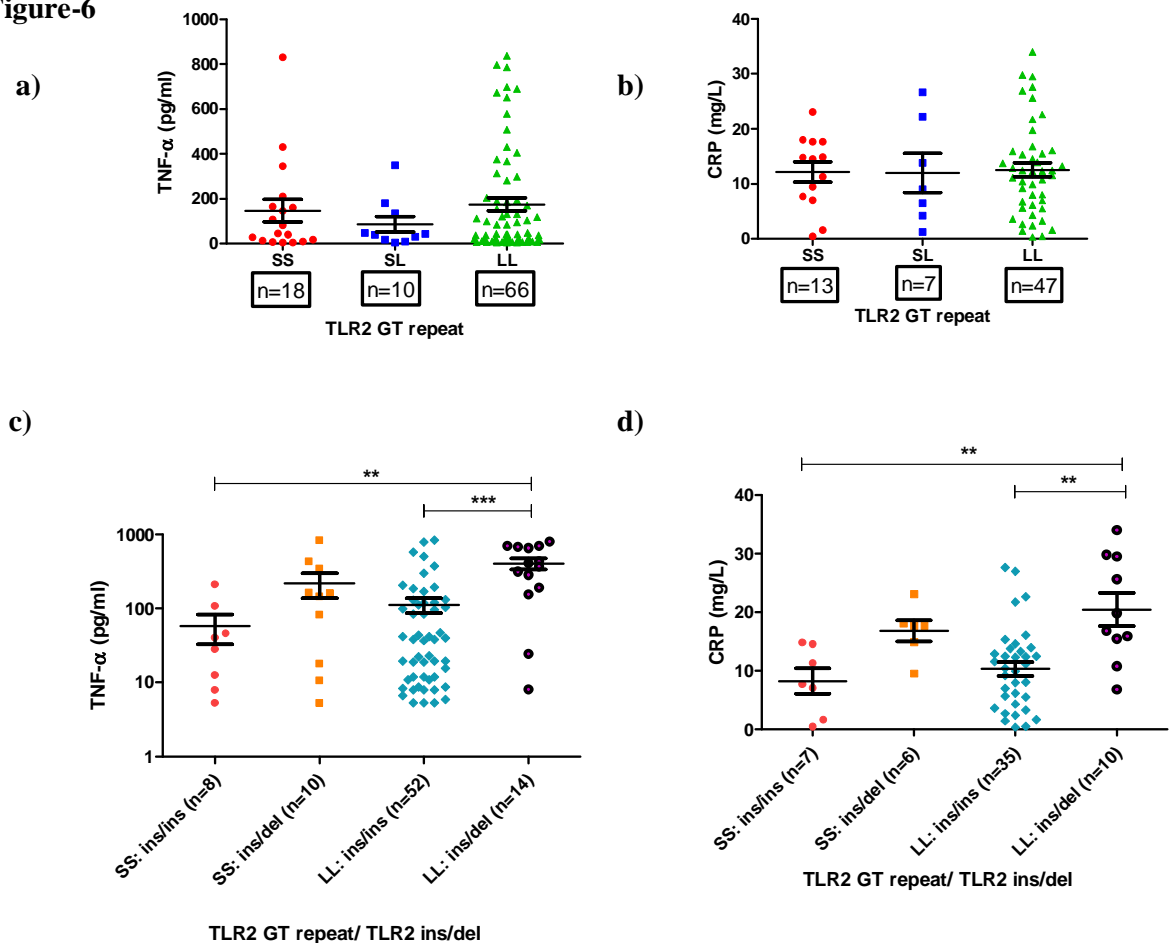 Figure-6
a)
TNF-α (pg/ml)
1000
800
600
400
200
0
SS
SL
LL
n=18
n=10
n=66
TLR2 GT repeat
b)
CRP (mg/L)
40
30
20
10
0
SS
SL
LL
n=13
n=7
n=47
TLR2 GT repeat
c)
**
***
TNF-α (pg/ml)
1000
100
10
1
SS: ins/ins (n=8)
SS: ins/del (n=10)
LL: ins/ins (n=52)
LL: ins/del (n=14)
TLR2 GT repeat/ TLR2 ins/del
d)
**
**
CRP (mg/L)
40
30
20
10
0
SS: ins/ins (n=7)
SS: ins/del (n=6)
LL: ins/ins (n=35)
LL: ins/del (n=10)
TLR2 GT repeat/ TLR2 ins/del